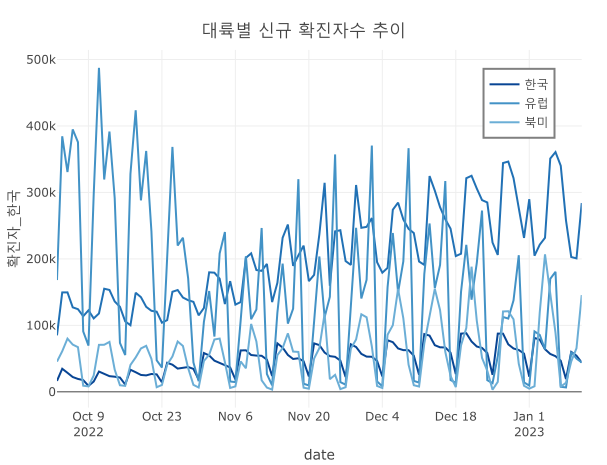 대륙별 신규 확진자수 추이
500k
400k
300k
200k
100k
0
확진자_한국
한국
유럽
북미
Oct 9
2022
Oct 23
Nov 6
Nov 20
Dec 4
Dec 18
Jan 1
2023
date